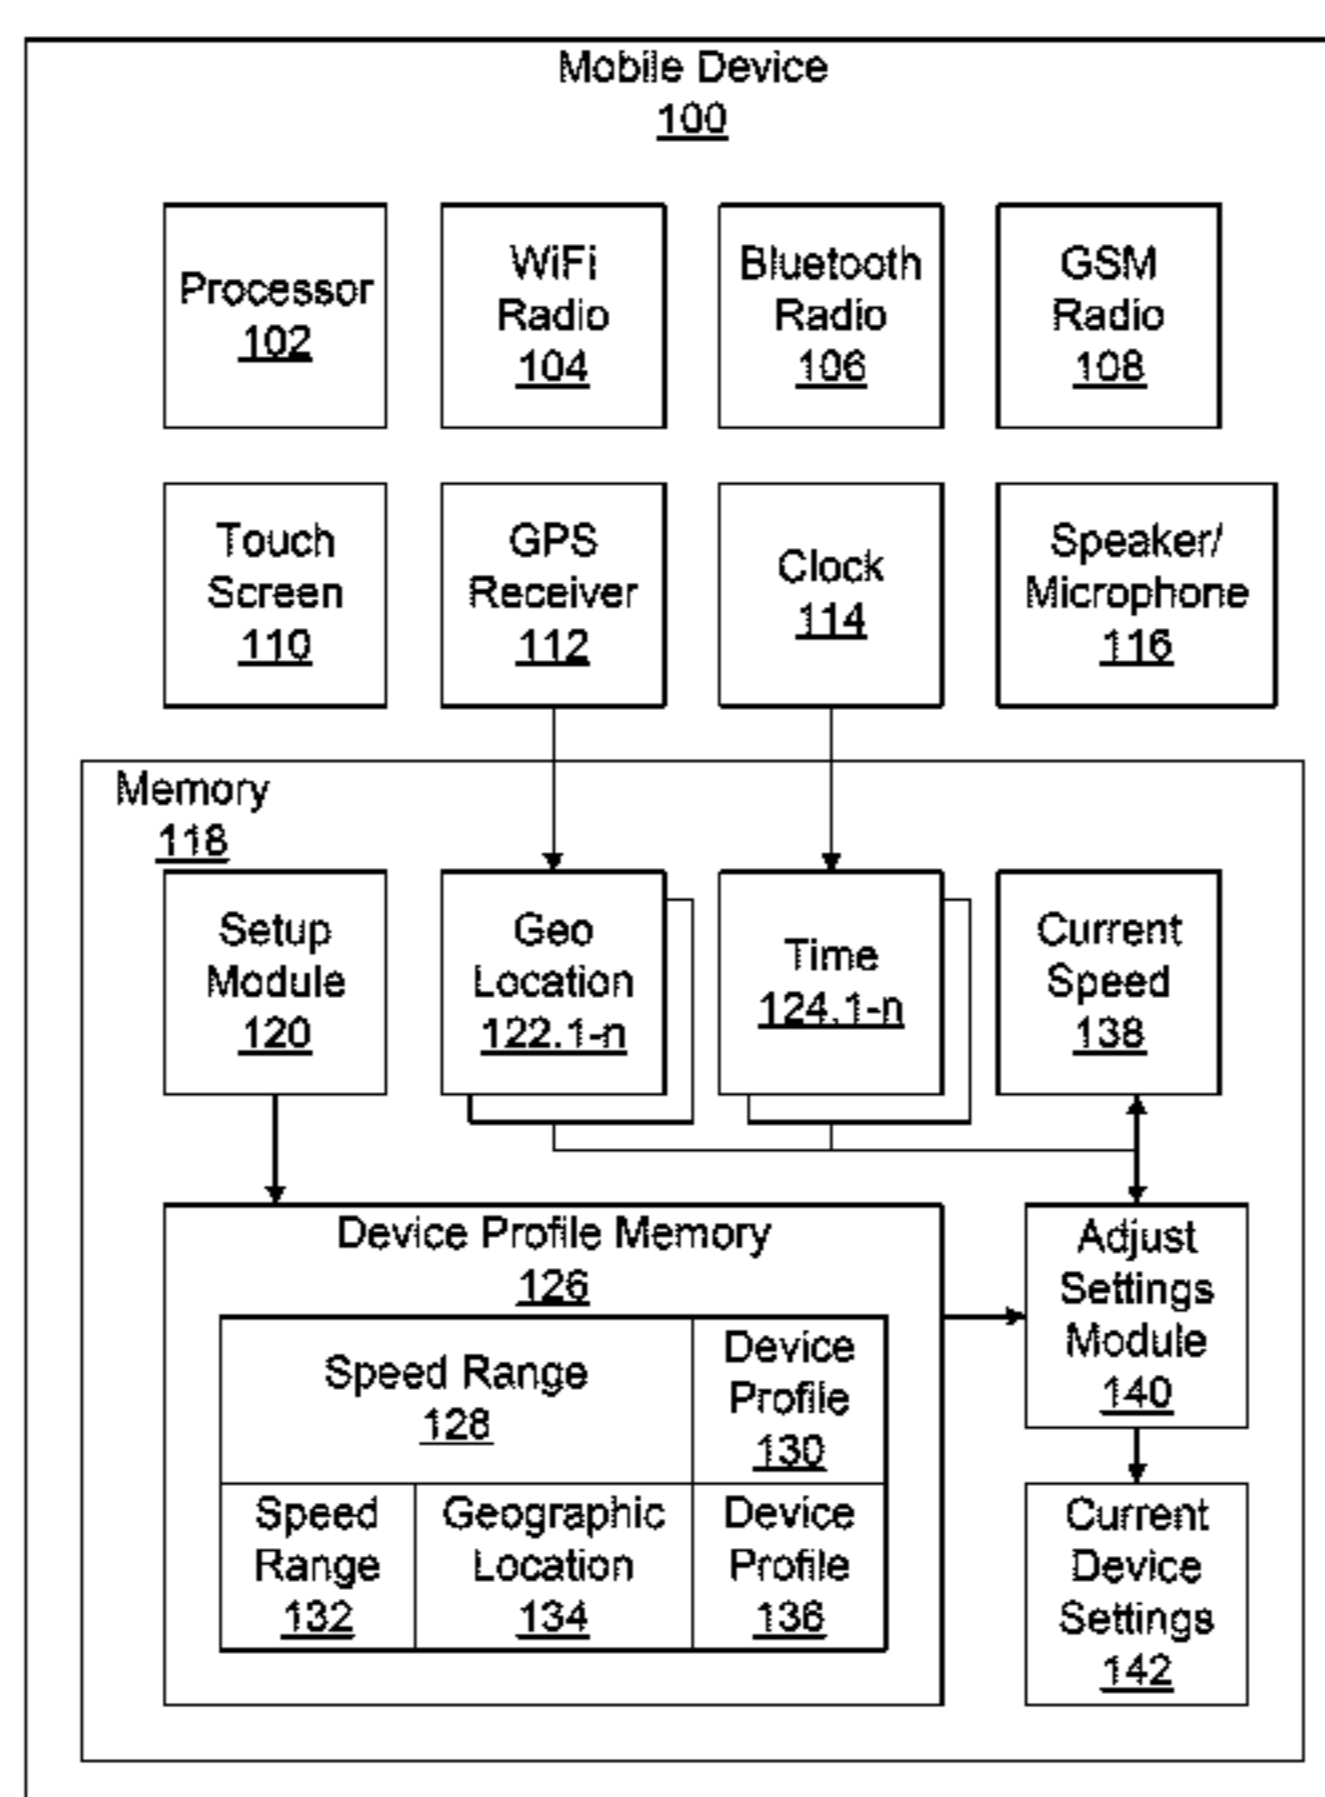 Mobile Device
100
Processor
102
WiFi
Radio
104
Bluetooth
Radio
106
GSM
Radio
108
Touch
Screen
110
GPS
Receiver
112
Clock
114
Speaker/
Microphone
116
Memory
118
Setup
Module
120
Geo
Location
122.1-n
Time
124.1-n
Current
Speed
138
Device Profile Memory
126
Speed Range
128
Device
Profile
130
Speed
Range
132
Geographic
Location
134
Device
Profile
136
Adjust
Settings
Module
140
Current
Device
Settings
142